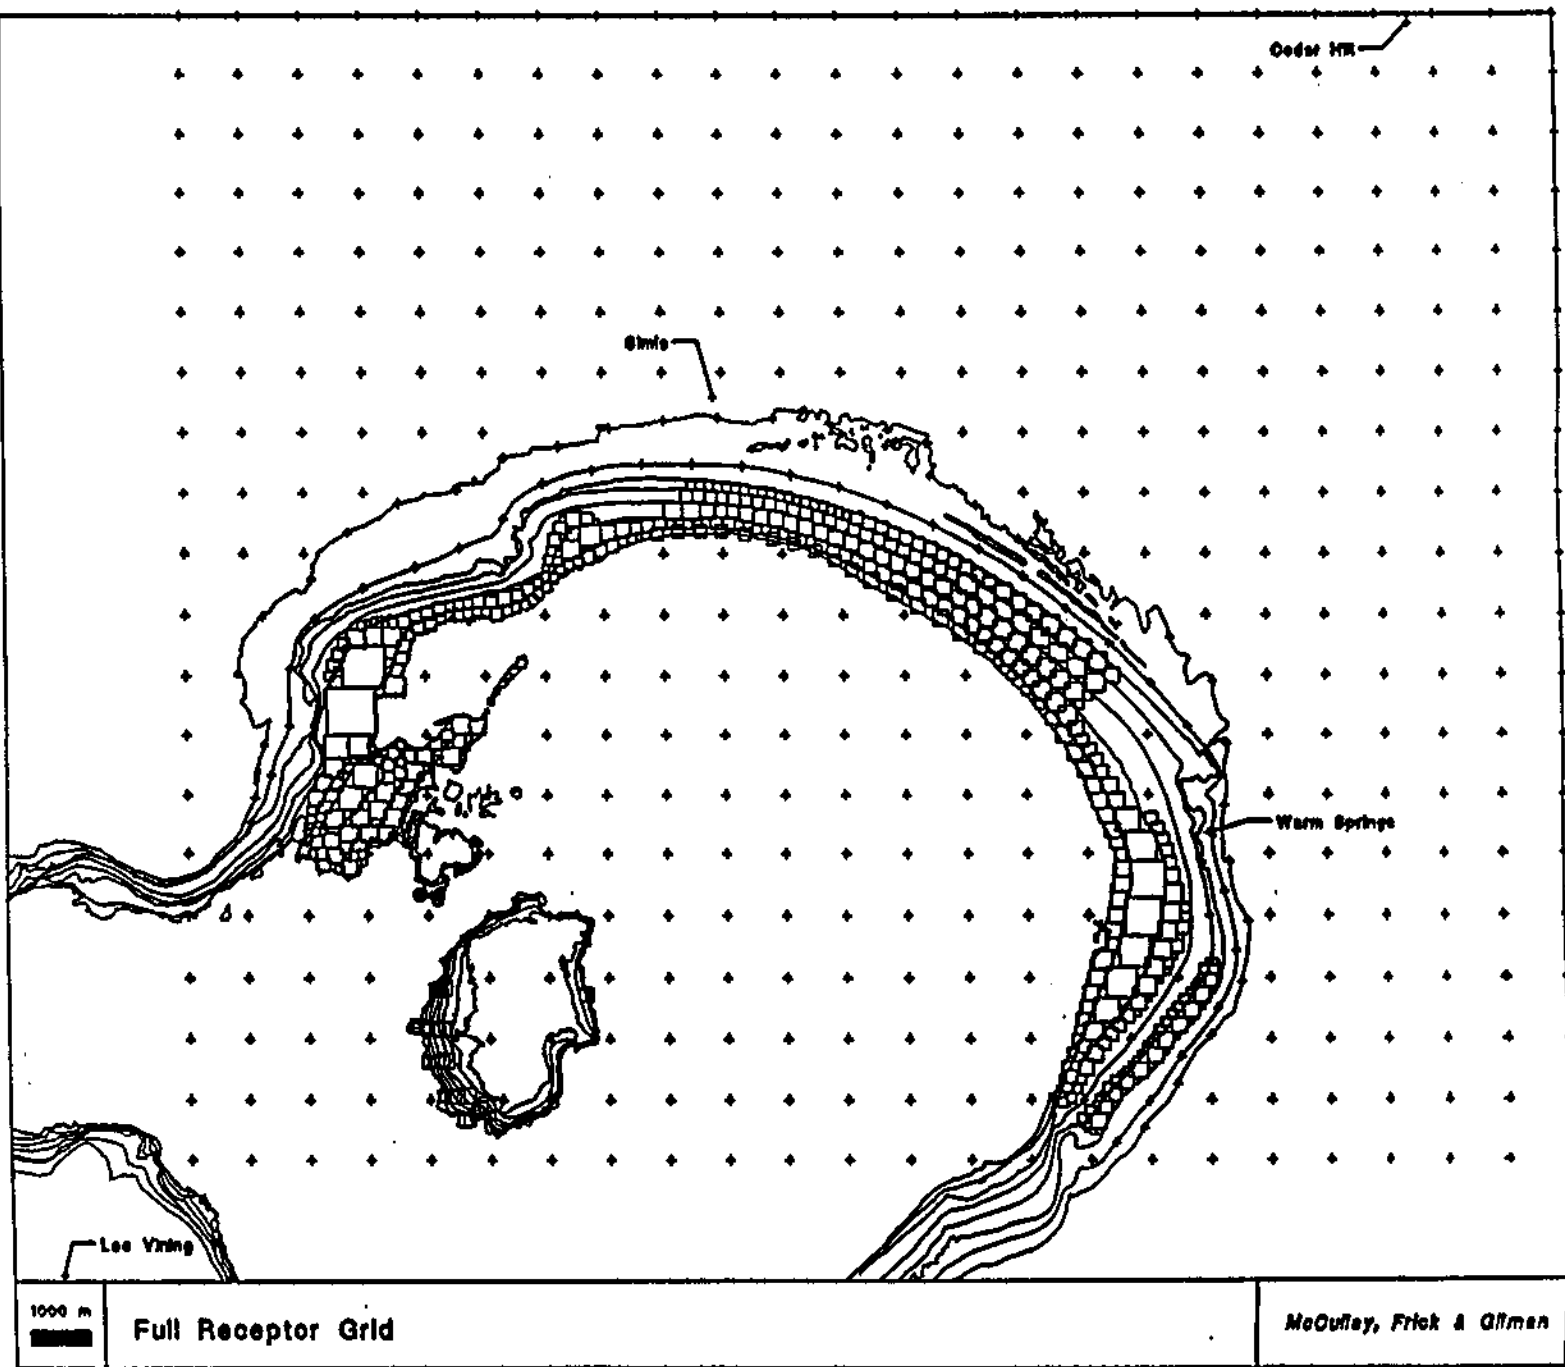 Cedar Hill
Simis
Warm Springs
Lee Vining
1000 m
Full Receptor Grid
McCulley, Frick & Gilman